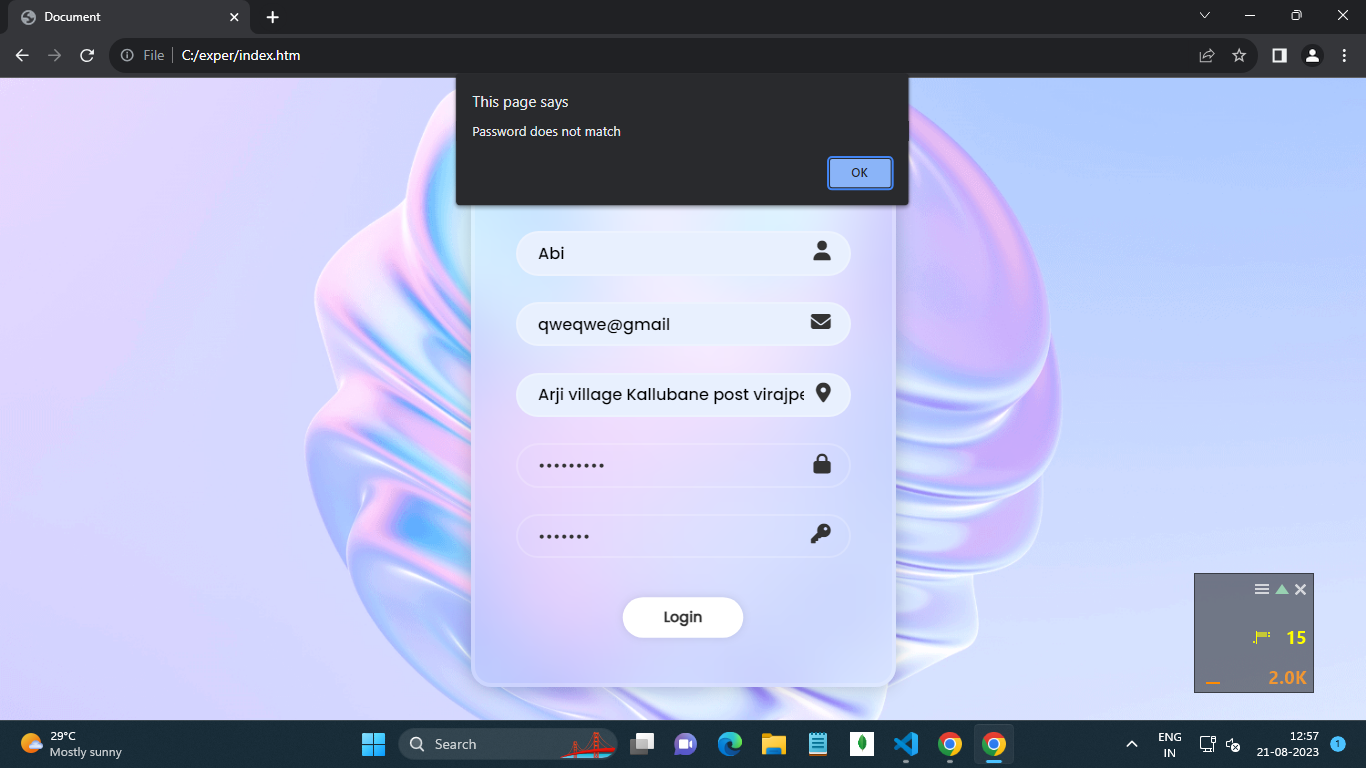 Document
File
C:/exper/index.htm
This page says
Password does not match
OK
Abi
qweqwe@gmail
Arji village Kallubane post virajpe
Login
15
2.0K
29°C
Mostly sunny
Search
ENG
IN
12:57
21-08-2023
1